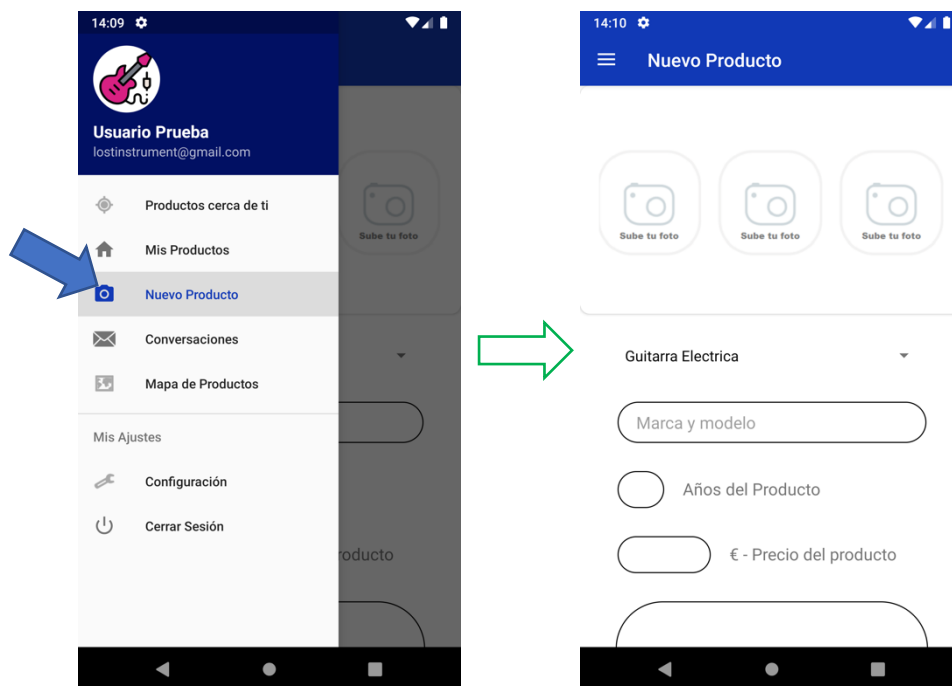 14:09
Usuario Prueba
lostinstrument@gmail.com
Productos cerca de ti
Mis Productos
Nuevo Producto
Conversaciones
Mapa de Productos
Mis Ajustes
Configuración
Cerrar Sesión
Sube tu foto
roducto
14:10
Nuevo Producto
Sube tu foto
Sube tu foto
Sube tu foto
Guitarra Electrica
Marca y modelo
Años del Producto
€ - Precio del producto